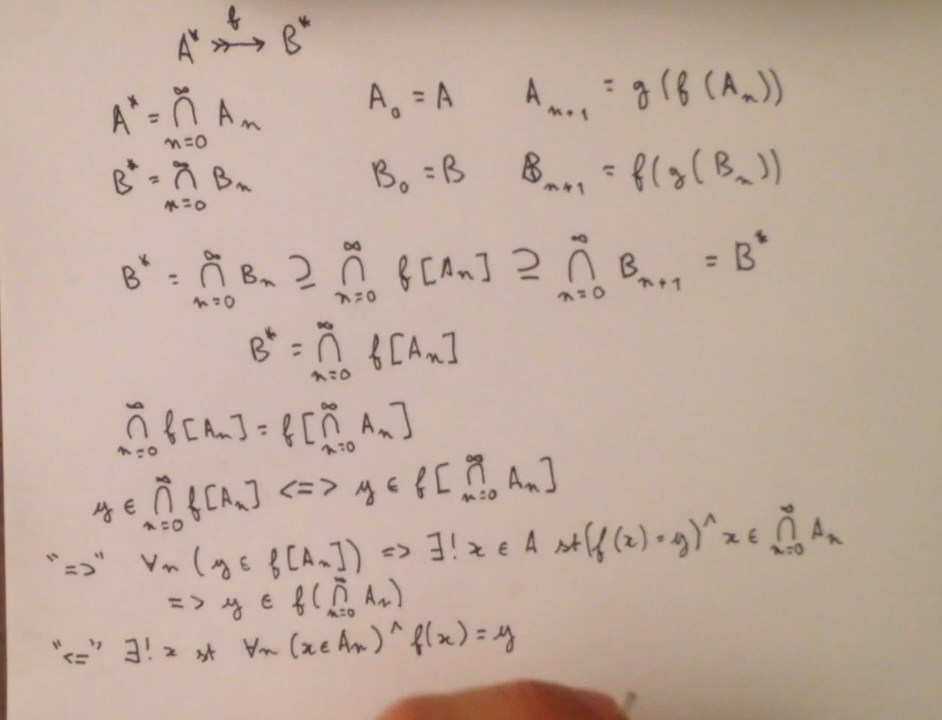 A* ↠^f B*
A* = ⋂_{n=0}^∞ A_n   A_0 = A   A_{n+1} = g(f(A_n))
B* = ⋂_{n=0}^∞ B_n   B_0 = B   B_{n+1} = f(g(B_n))
B* = ⋂_{n=0}^∞ B_n ⊇ ⋂_{n=0}^∞ f[A_n] ⊇ ⋂_{n=0}^∞ B_{n+1} = B*
B* = ⋂_{n=0}^∞ f[A_n]
⋂_{n=0}^∞ f[A_n] = f[⋂_{n=0}^∞ A_n]
y ∈ ⋂_{n=0}^∞ f[A_n] <=> y ∈ f[⋂_{n=0}^∞ A_n]
"=>" ∀n (y ∈ f[A_n]) => ∃! x ∈ A st (f(x) = y) ^ x ∈ ⋂_{n=0}^∞ A_n
=> y ∈ f(⋂_{n=0}^∞ A_n)
"<=" ∃! x st ∀n (x ∈ A_n) ^ f(x) = y